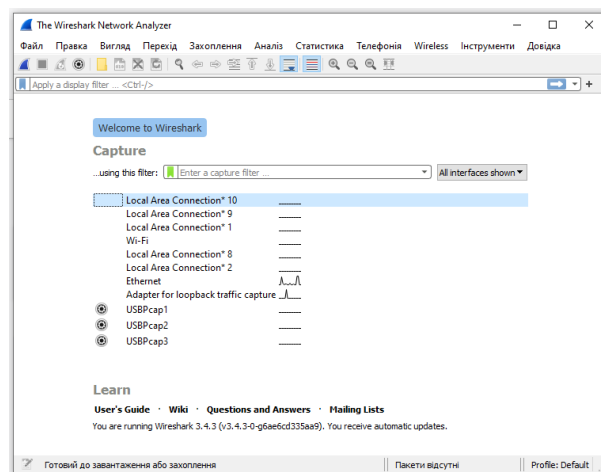 The Wireshark Network Analyzer
Файл Правка Вигляд Перехід Захоплення Аналіз Статистика Телефонія Wireless Інструменти Довідка
Apply a display filter ... <Ctrl-/>
Welcome to Wireshark
Capture
...using this filter: Enter a capture filter ... All interfaces shown
Local Area Connection* 10
Local Area Connection* 9
Local Area Connection* 1
Wi-Fi
Local Area Connection* 8
Local Area Connection* 2
Ethernet
Adapter for loopback traffic capture
USBPcap1
USBPcap2
USBPcap3
Learn
User's Guide · Wiki · Questions and Answers · Mailing Lists
You are running Wireshark 3.4.3 (v3.4.3-0-g6ae6cd335aa9). You receive automatic updates.
Готовий до завантаження або захоплення Пакети відсутні Profile: Default